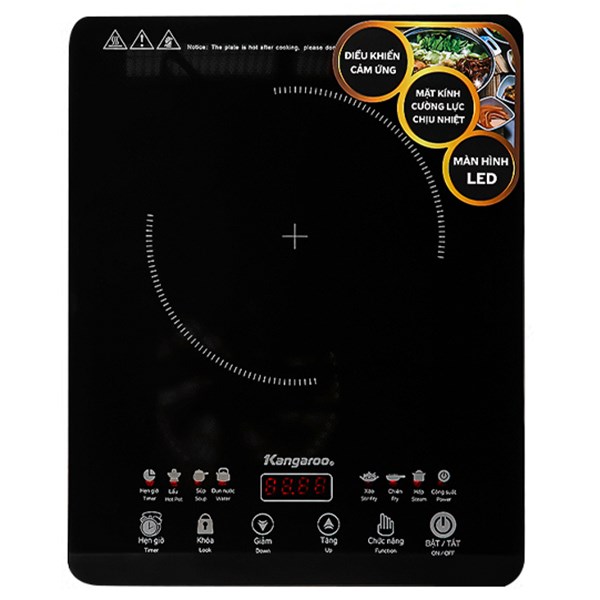 Notice: The plate is hot after cooking, please don
ĐIỀU KHIỂN
CẢM ỨNG
MẶT KÍNH
CƯỜNG LỰC
CHỊU NHIỆT
MÀN HÌNH
LED
Kangaroo
Hẹn giờ
Timer
Lẩu
Hot Pot
Súp
Soup
Đun nước
Water
Xào
Stir-fry
Chiên
Fry
Hấp
Steam
Công suất
Power
Hẹn giờ
Timer
Khóa
Lock
Giảm
Down
Tăng
Up
Chức năng
Function
BẬT / TẮT
ON / OFF